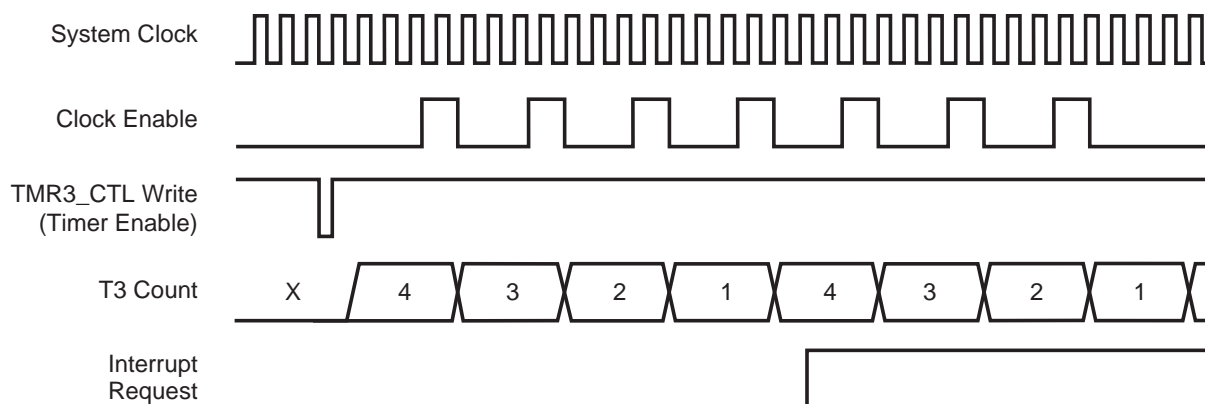 System Clock
Clock Enable
TMR3_CTL Write
(Timer Enable)
T3 Count
X 4 3 2 1 4 3 2 1
Interrupt
Request